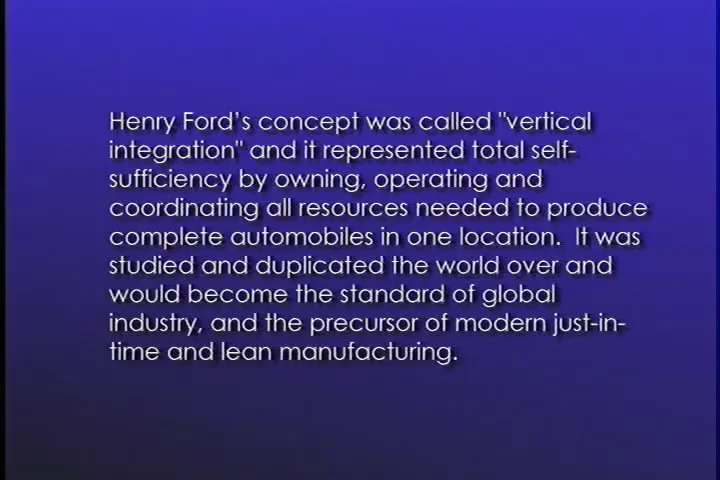 Henry Ford's concept was called "vertical
integration" and it represented total self-
sufficiency by owning, operating and
coordinating all resources needed to produce
complete automobiles in one location.  It was
studied and duplicated the world over and
would become the standard of global
industry, and the precursor of modern just-in-
time and lean manufacturing.